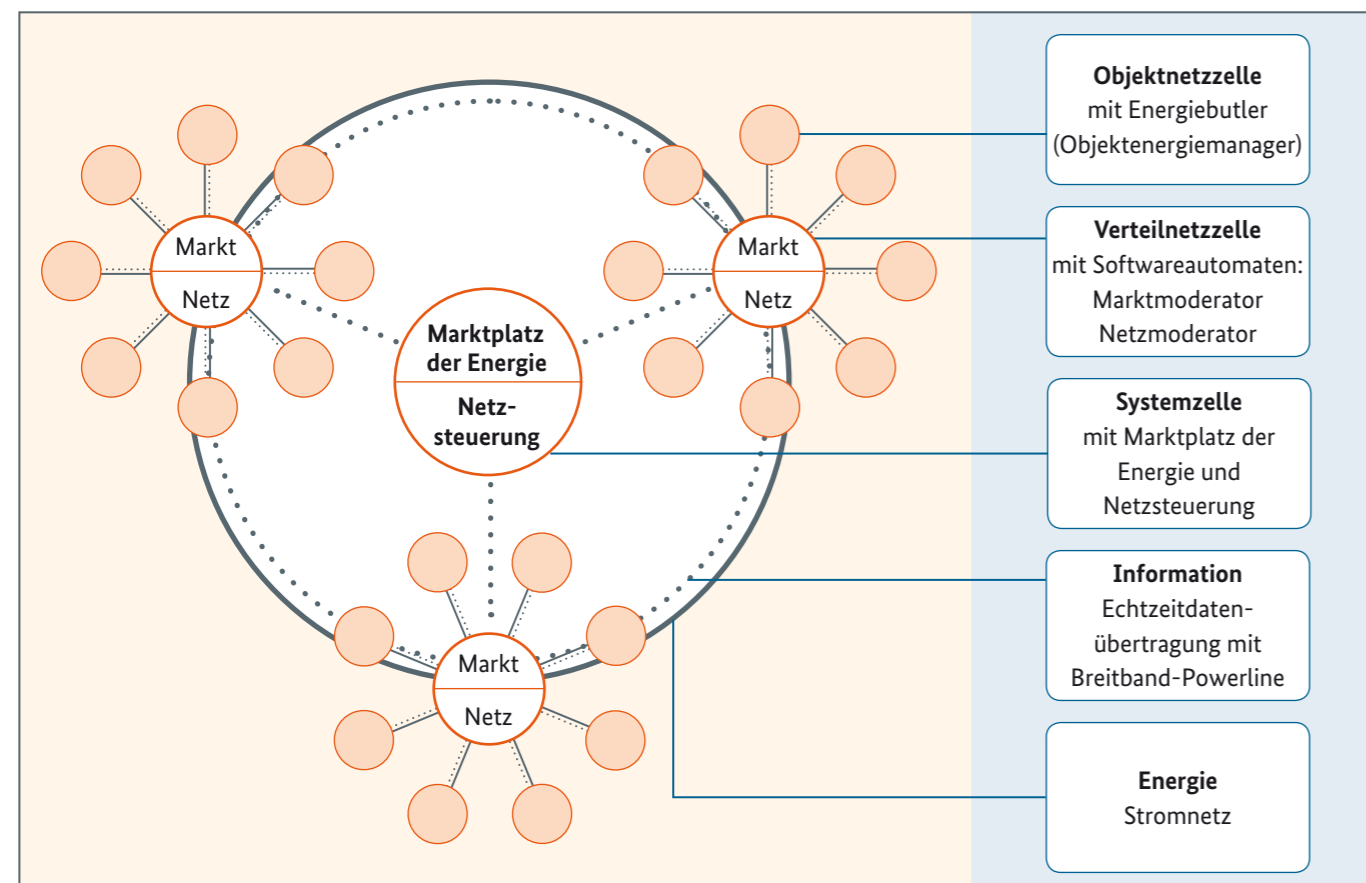 Markt
Netz
Markt
Netz
Marktplatz
der Energie
Netz-
steuerung
Markt
Netz
Objektnetzzelle
mit Energiebutler
(Objektenergiemanager)
Verteilnetzzelle
mit Softwareautomaten:
Marktmoderator
Netzmoderator
Systemzelle
mit Marktplatz der
Energie und
Netzsteuerung
Information
Echtzeitdaten-
übertragung mit
Breitband-Powerline
Energie
Stromnetz